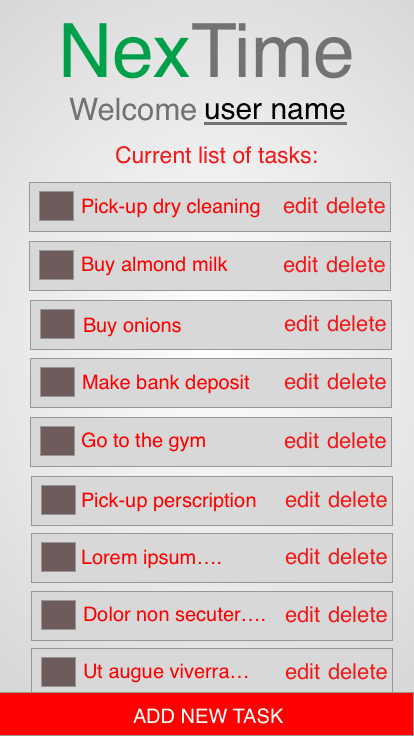 NexTime
Welcome user name
Current list of tasks:
Pick-up dry cleaning edit delete
Buy almond milk edit delete
Buy onions edit delete
Make bank deposit edit delete
Go to the gym edit delete
Pick-up perscription edit delete
Lorem ipsum…. edit delete
Dolor non secuter…. edit delete
Ut augue viverra… edit delete
ADD NEW TASK